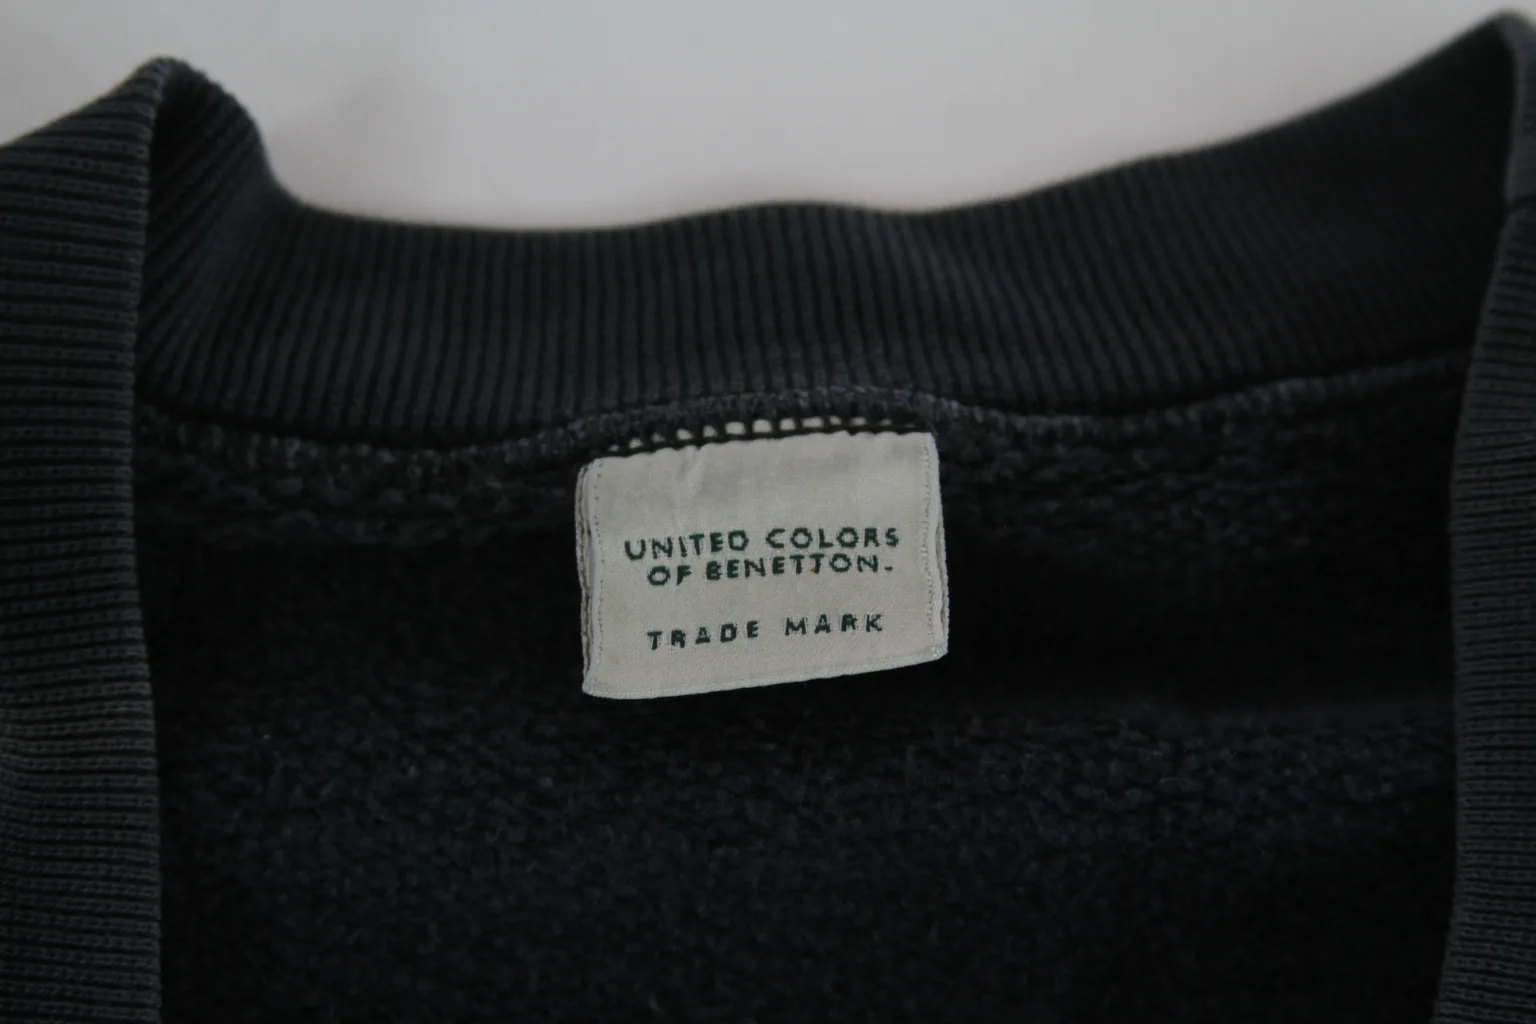 UNITED COLORS
OF BENETTON.
TRADE MARK